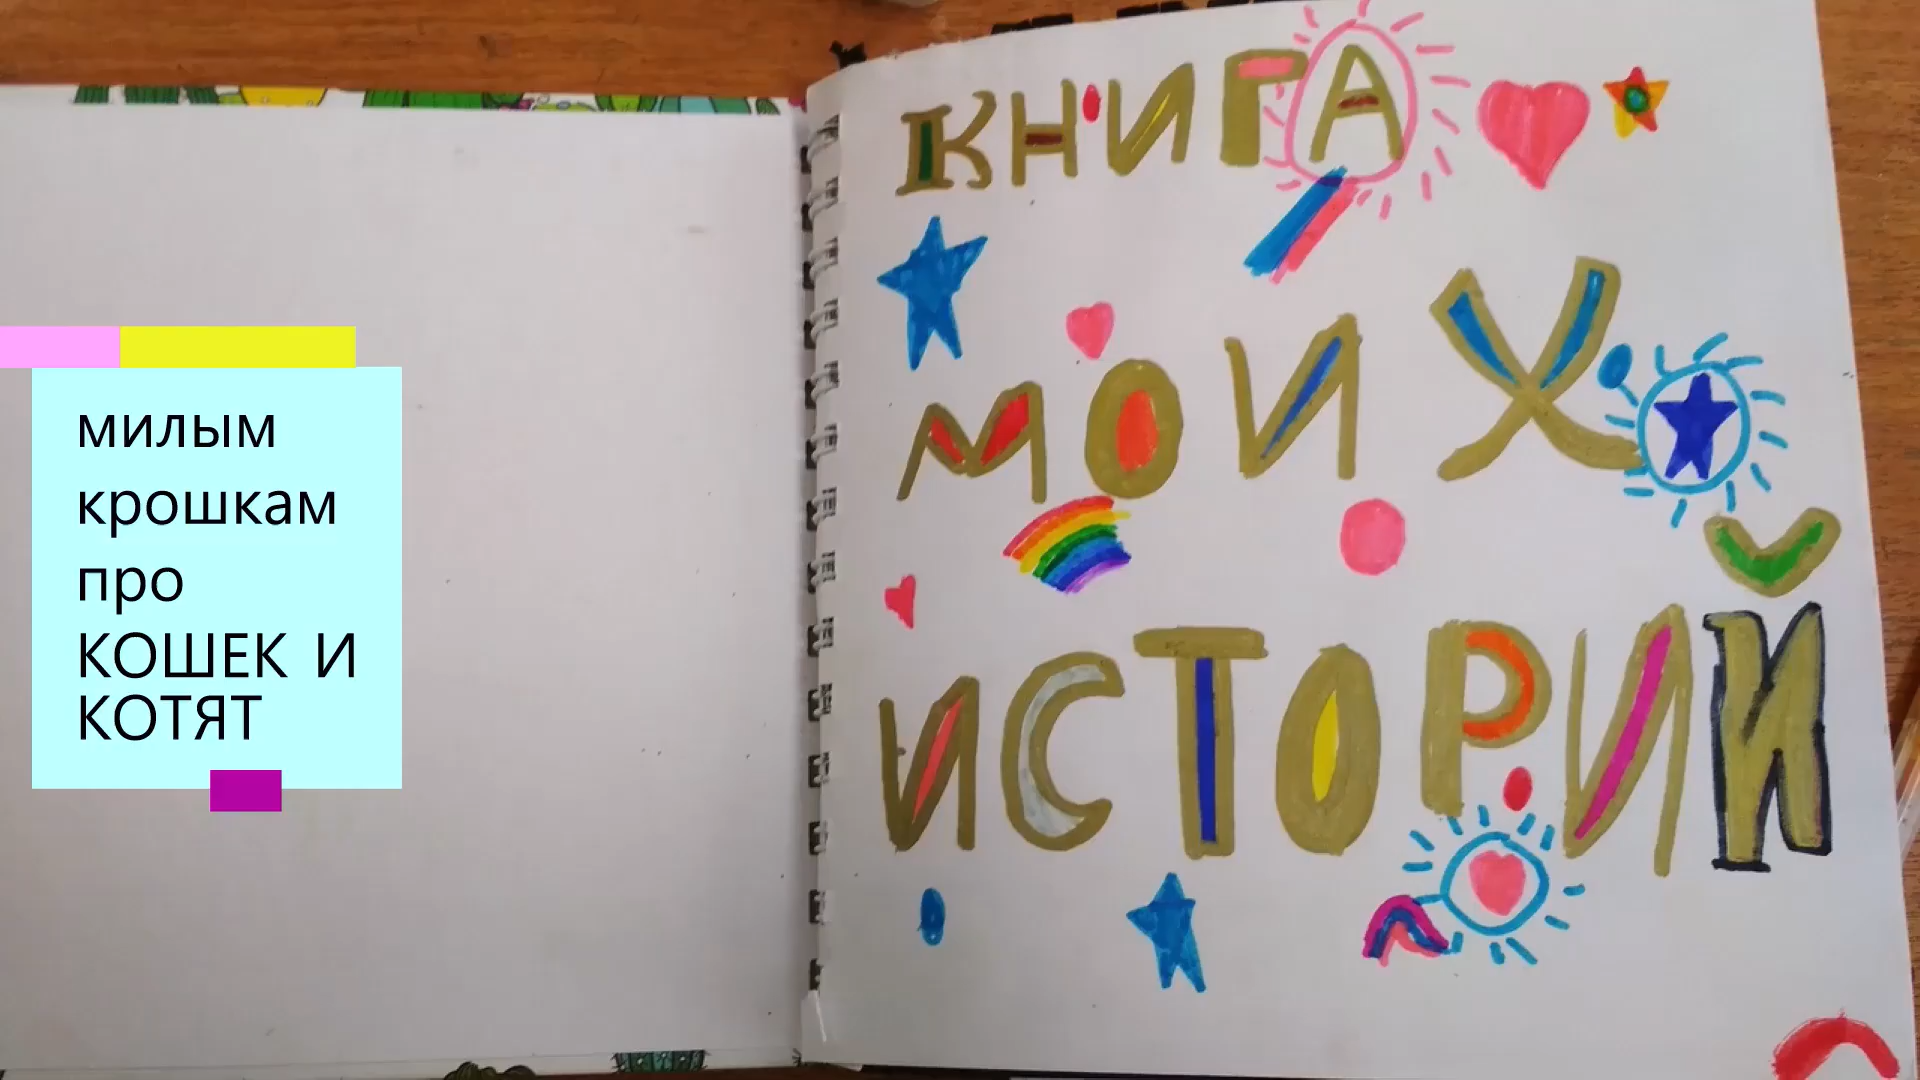 милым
крошкам
про
КОШЕК И
КОТЯТ
КНИГА
МОИХ
ИСТОРИЙ